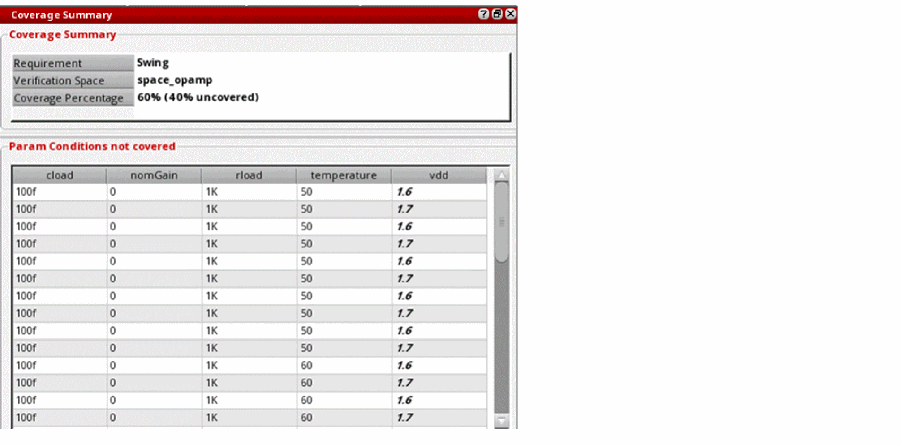 Coverage Summary
Coverage Summary
Requirement Swing
Verification Space space_opamp
Coverage Percentage 60% (40% uncovered)
Param Conditions not covered
cload nomGain rload temperature vdd
100f 0 1K 50 1.6
100f 0 1K 50 1.7
100f 0 1K 50 1.6
100f 0 1K 50 1.7
100f 0 1K 50 1.6
100f 0 1K 50 1.7
100f 0 1K 50 1.6
100f 0 1K 50 1.7
100f 0 1K 50 1.6
100f 0 1K 50 1.7
100f 0 1K 60 1.6
100f 0 1K 60 1.7
100f 0 1K 60 1.6
100f 0 1K 60 1.7